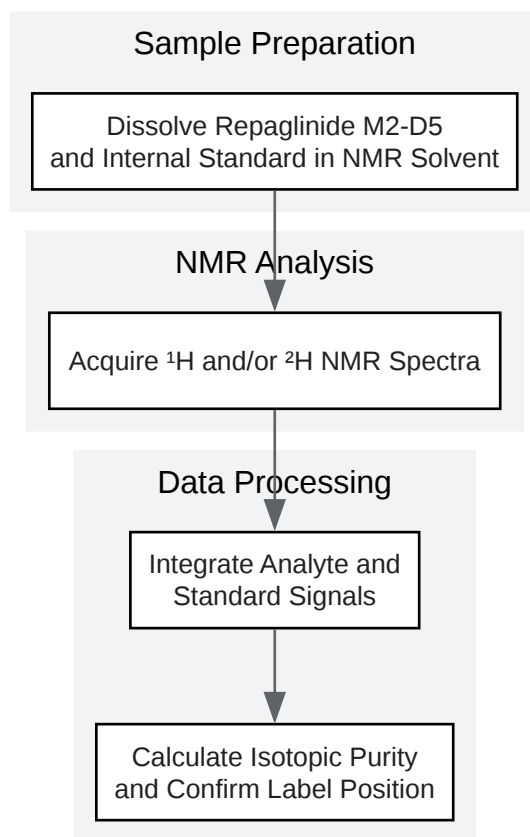 Sample Preparation
Dissolve Repaglinide M2-D5
and Internal Standard in NMR Solvent
NMR Analysis
Acquire ¹H and/or ²H NMR Spectra
Data Processing
Integrate Analyte and
Standard Signals
Calculate Isotopic Purity
and Confirm Label Position